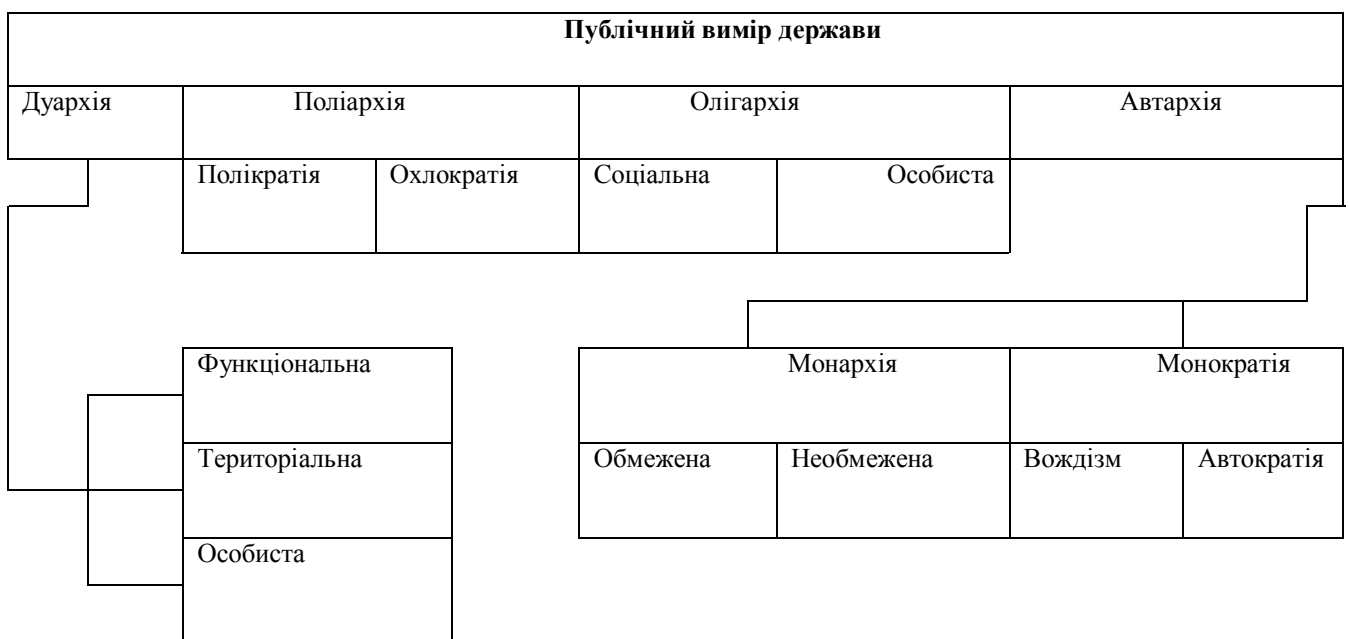 Публічний вимір держави
Дуархія Поліархія Олігархія Автархія
Полікратія Охлократія Соціальна Особиста
Функціональна Монархія Монократія
Територіальна Обмежена Необмежена Вождізм Автократія
Особиста